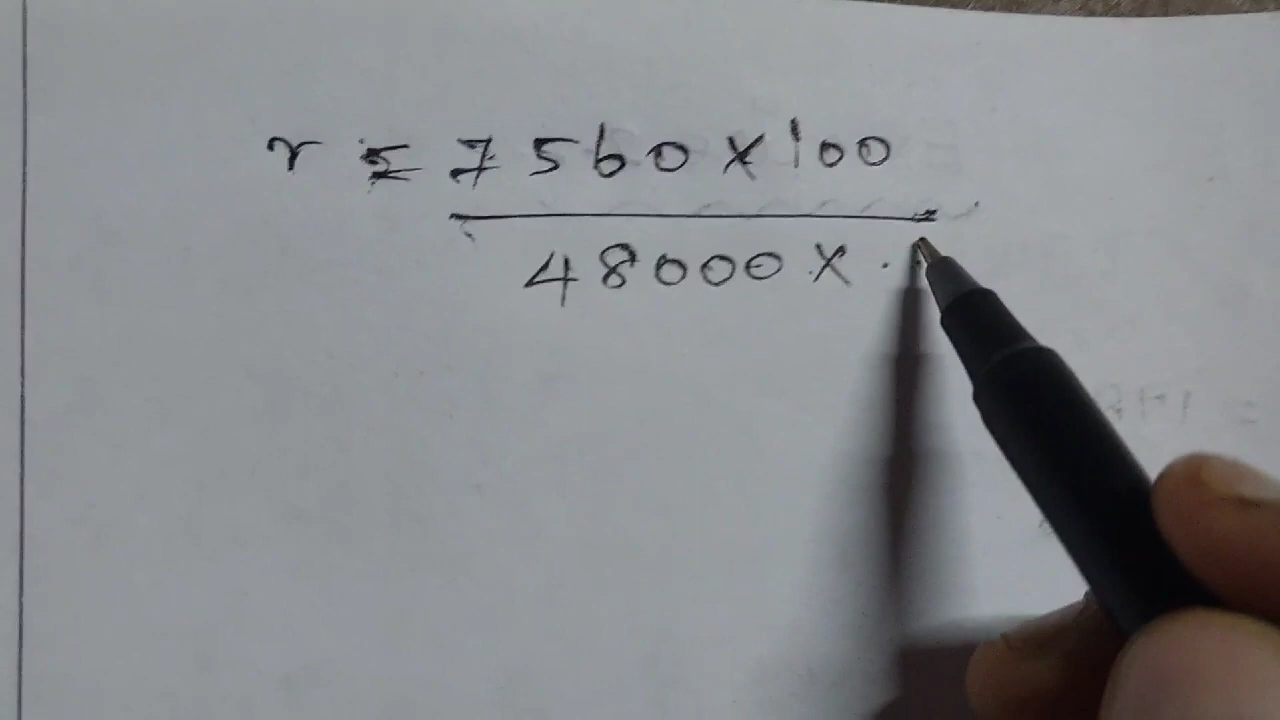 r = 7560 x 100
48000 x .